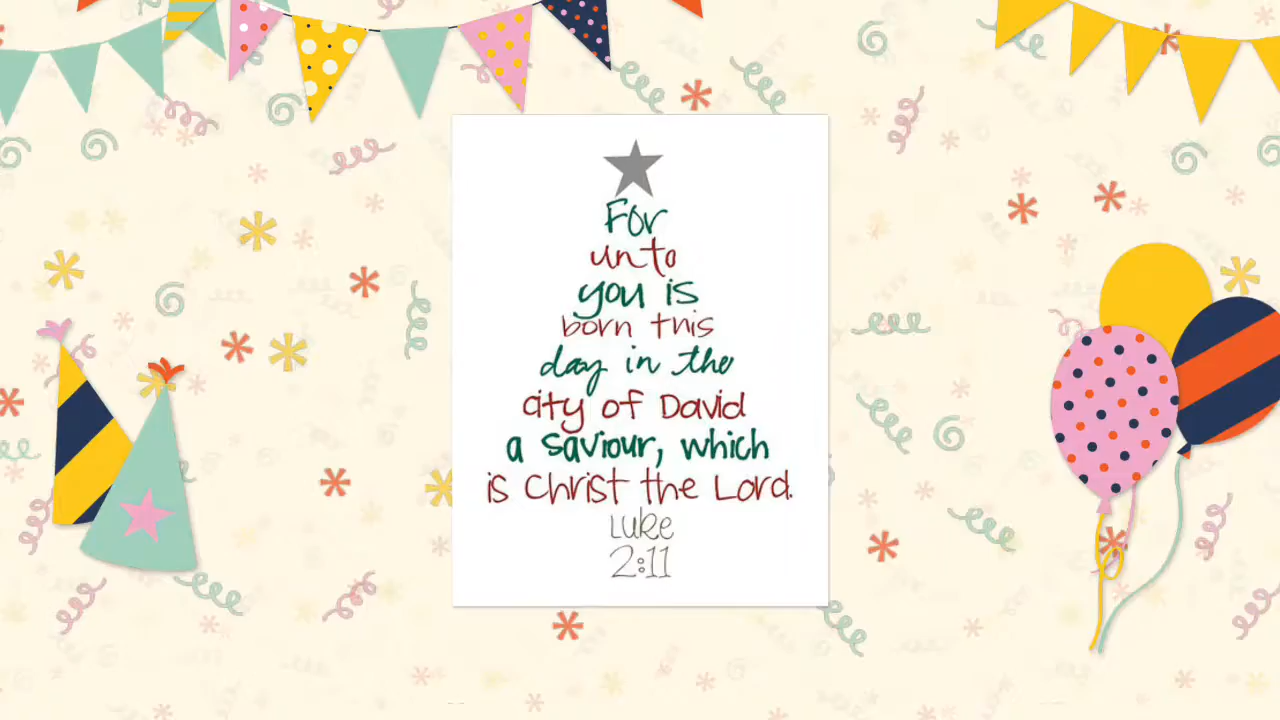 For
unto
you is
born this
day in the
city of David
a saviour, which
is Christ the Lord.
Luke
2:11